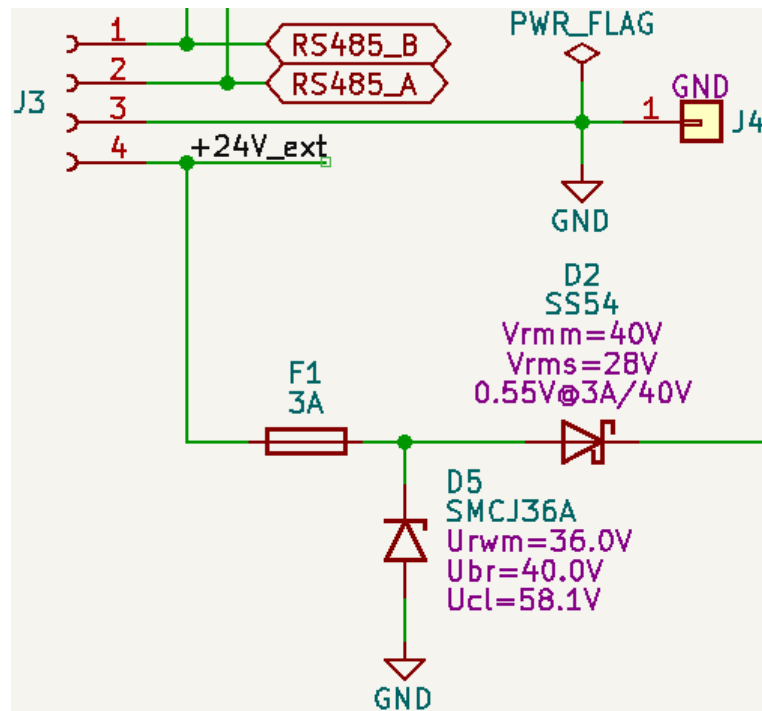 PWR_FLAG
1
RS485_B
2
RS485_A
GND
J3
3
1
J4
4
+24V_ext
GND
D2
SS54
Vrmm=40V
Vrms=28V
0.55V@3A/40V
F1
3A
D5
SMCJ36A
Urwm=36.0V
Ubr=40.0V
Ucl=58.1V
GND